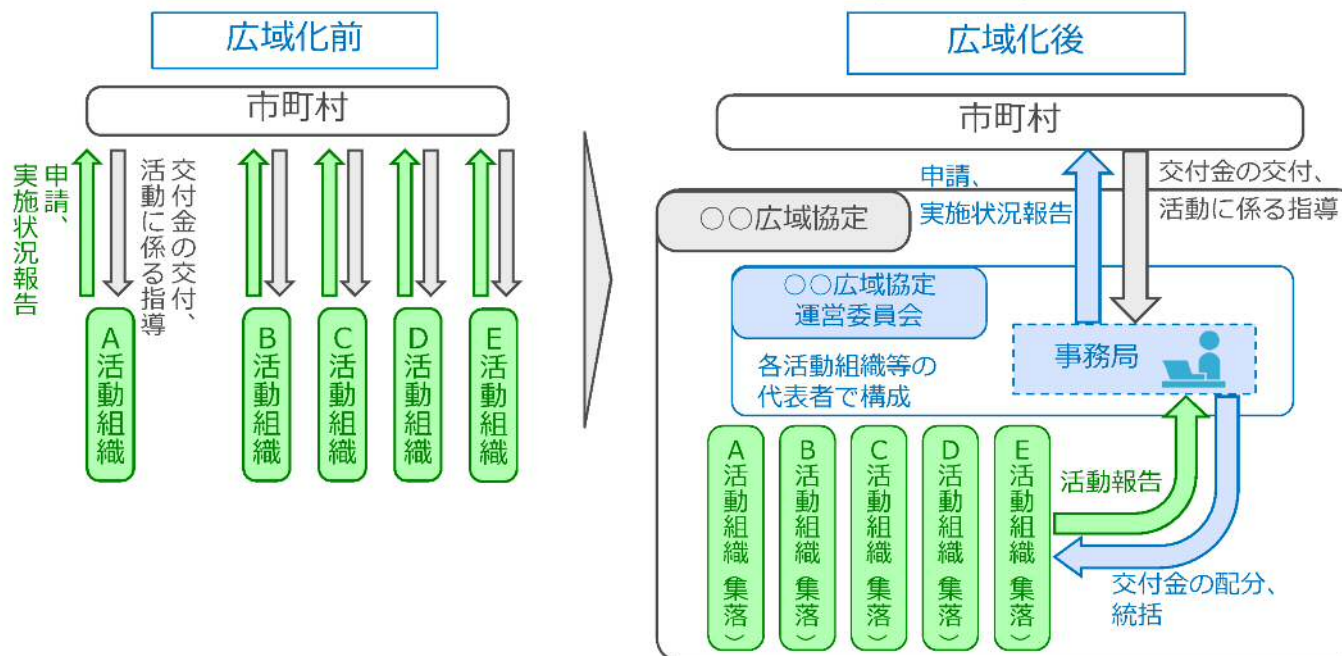 広域化前
市町村
申請、
実施状況報告
交付金の交付、
活動に係る指導
A活動組織
B活動組織
C活動組織
D活動組織
E活動組織
広域化後
市町村
申請、
実施状況報告
交付金の交付、
活動に係る指導
○○広域協定
○○広域協定
運営委員会
各活動組織等の
代表者で構成
事務局
A活動組織（集落）
B活動組織（集落）
C活動組織（集落）
D活動組織（集落）
E活動組織（集落）
活動報告
交付金の配分、
統括